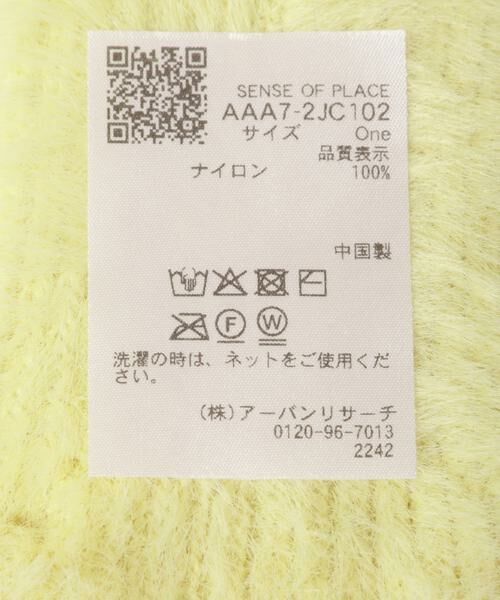 SENSE OF PLACE
AAA7-2JC102
サイズ One
品質表示
ナイロン 100%
中国製
F W
洗濯の時は、ネットをご使用くだ
さい。
(株)アーバンリサーチ
0120-96-7013
2242